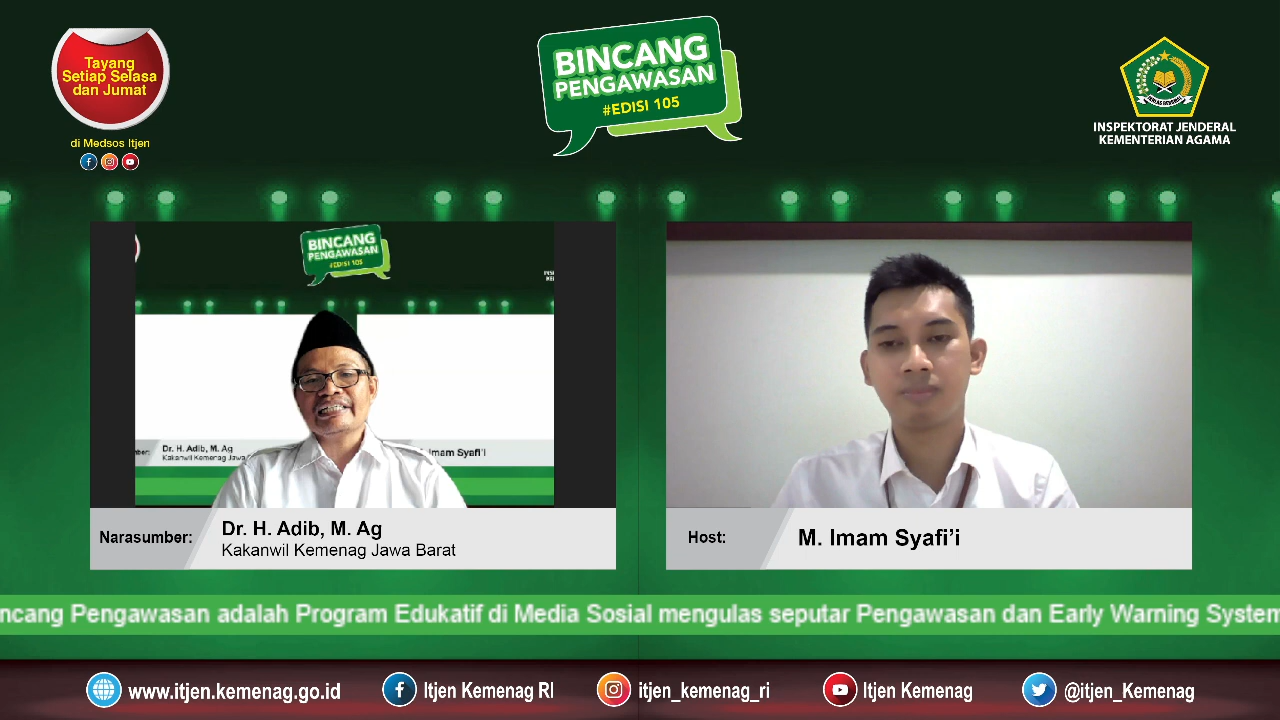 Tayang
Setiap Selasa
dan Jumat
di Medsos Itjen
BINCANG
PENGAWASAN
#EDISI 105
INSPEKTORAT JENDERAL
KEMENTERIAN AGAMA
BINCANG
PENGAWASAN
#EDISI 105
Dr. H. Adib, M. Ag
Kakanwil Kemenag Jawa
Imam Syafi'i
Narasumber:
Dr. H. Adib, M. Ag
Kakanwil Kemenag Jawa Barat
Host:
M. Imam Syafi'i
ncang Pengawasan adalah Program Edukatif di Media Sosial mengulas seputar Pengawasan dan Early Warning System
www.itjen.kemenag.go.id
Itjen Kemenag RI
itjen_kemenag_ri
Itjen Kemenag
@itjen_Kemenag